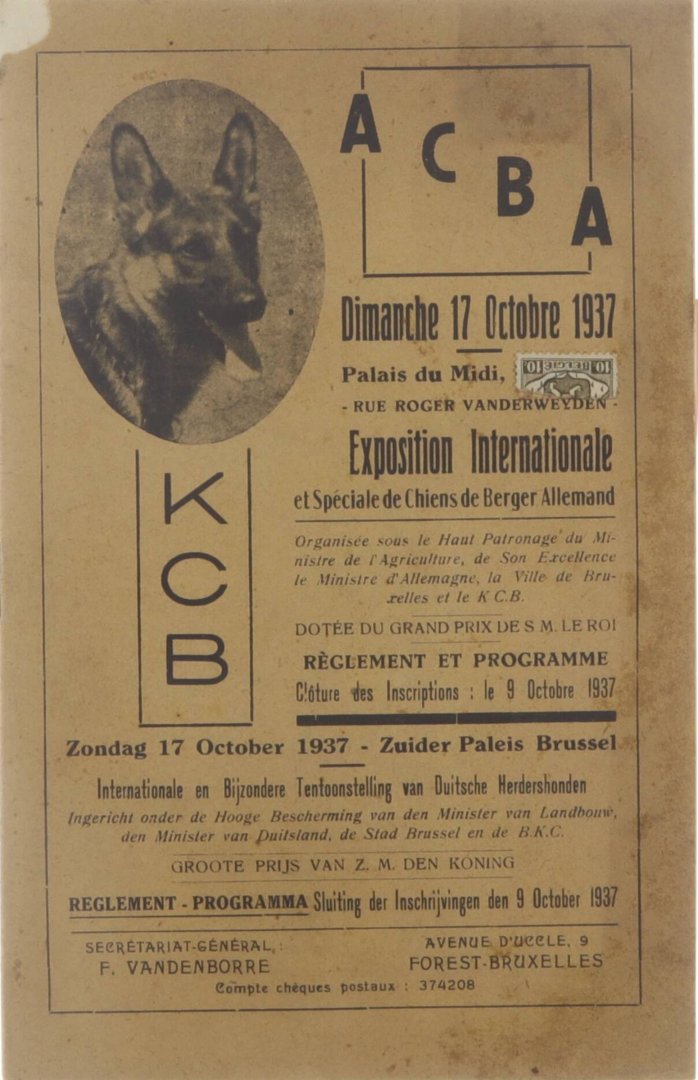 A C B A
Dimanche 17 Octobre 1937
Palais du Midi,
10 BELGIE 10
- RUE ROGER VANDERWEYDEN -
Exposition Internationale
et Spéciale de Chiens de Berger Allemand
Organisée sous le Haut Patronage du Mi-
nistre de l'Agriculture, de Son Excellence
le Ministre d'Allemagne, la Ville de Bru-
xelles et le K C.B.
DOTÉE DU GRAND PRIX DE S M. LE ROI
RÈGLEMENT ET PROGRAMME
Clôture des Inscriptions : le 9 Octobre 1937
K
C
B
Zondag 17 October 1937 - Zuider Paleis Brussel
Internationale en Bijzondere Tentoonstelling van Duitsche Herdershonden
Ingericht onder de Hooge Bescherming van den Minister van Landbouw,
den Minister van Duitsland, de Stad Brussel en de B.K.C.
GROOTE PRIJS VAN Z. M. DEN KONING
REGLEMENT - PROGRAMMA Sluiting der Inschrijvingen den 9 October 1937
SECRÉTARIAT-GÉNÉRAL :
F. VANDENBORRE
AVENUE D'UCCLE, 9
FOREST-BRUXELLES
Compte chèques postaux : 374208